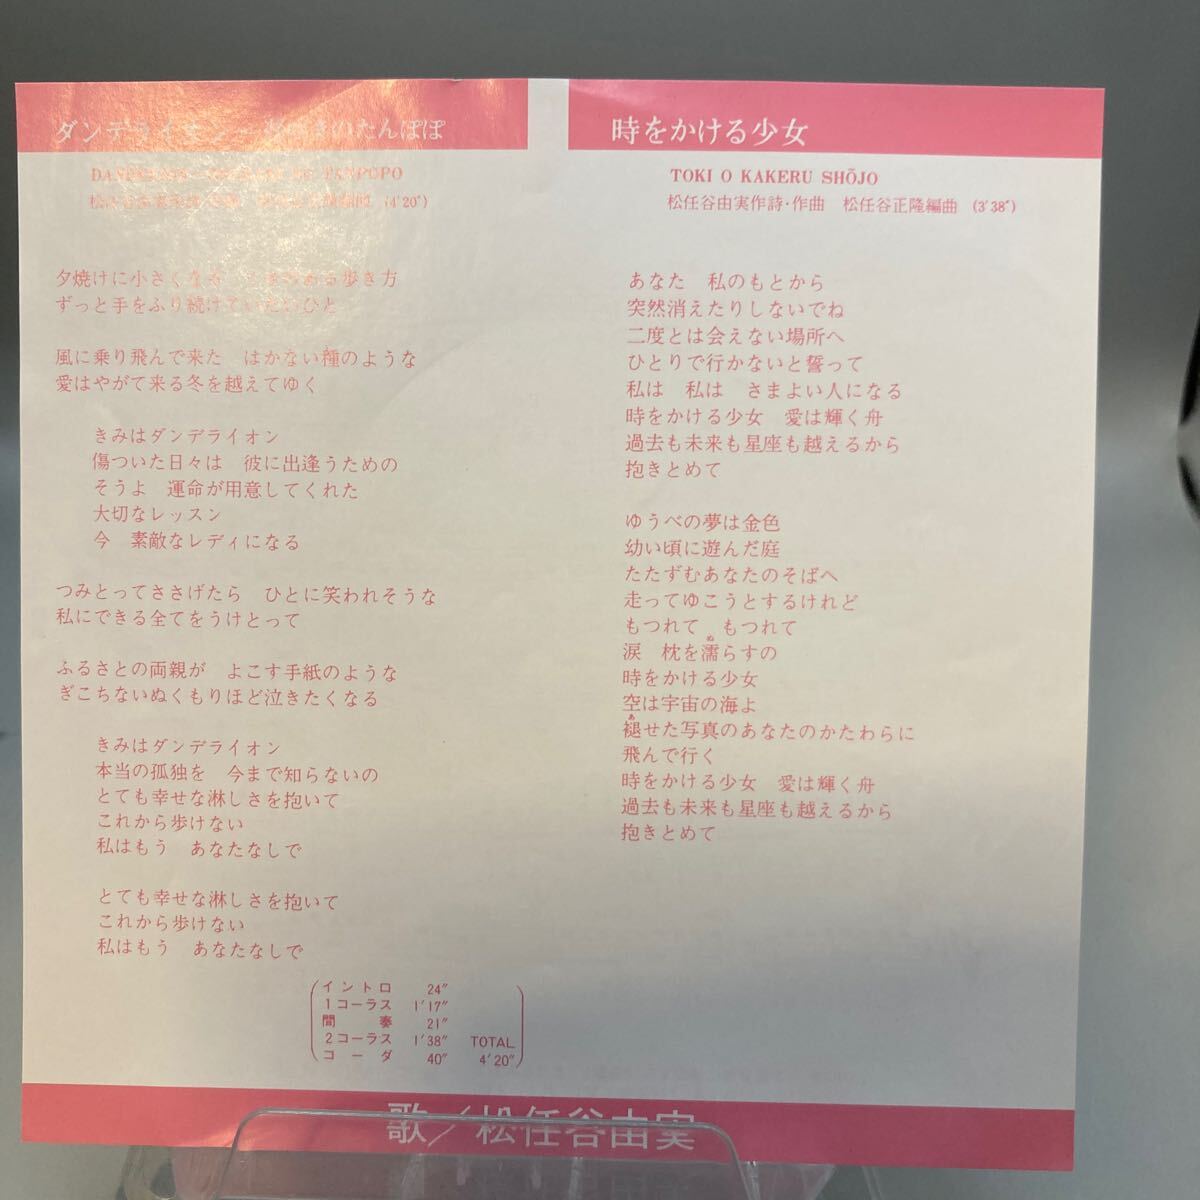 ダンデライオン～遅咲きのたんぽぽ
TANPOPO
(4'20")
夕焼けに小さくなる ある歩き方
ずっと手をふり続けていたいひと
風に乗り飛んで来た はかない種のような
愛はやがて来る冬を越えてゆく
きみはダンデライオン
傷ついた日々は 彼に出逢うための
そうよ 運命が用意してくれた
大切なレッスン
今 素敵なレディになる
つみとってささげたら ひとに笑われそうな
私にできる全てをうけとって
ふるさとの両親が よこす手紙のような
ぎこちないぬくもりほど泣きたくなる
きみはダンデライオン
本当の孤独を 今まで知らないの
とても幸せな淋しさを抱いて
これから歩けない
私はもう あなたなしで
とても幸せな淋しさを抱いて
これから歩けない
私はもう あなたなしで
イントロ 24"
1コーラス 1'17"
間奏 21"
2コーラス 1'38" TOTAL
コーダ 40" 4'20"
時をかける少女
TOKI O KAKERU SHŌJO
松任谷由実作詩・作曲 松任谷正隆編曲 (3'38")
あなた 私のもとから
突然消えたりしないでね
二度とは会えない場所へ
ひとりで行かないと誓って
私は 私は さまよい人になる
時をかける少女 愛は輝く舟
過去も未来も星座も越えるから
抱きとめて
ゆうべの夢は金色
幼い頃に遊んだ庭
たたずむあなたのそばへ
走ってゆこうとするけれど
もつれて もつれて
ぬ
涙 枕を濡らすの
時をかける少女
空は宇宙の海よ
あ
褪せた写真のあなたのかたわらに
飛んで行く
時をかける少女 愛は輝く舟
過去も未来も星座も越えるから
抱きとめて
歌／松任谷由実